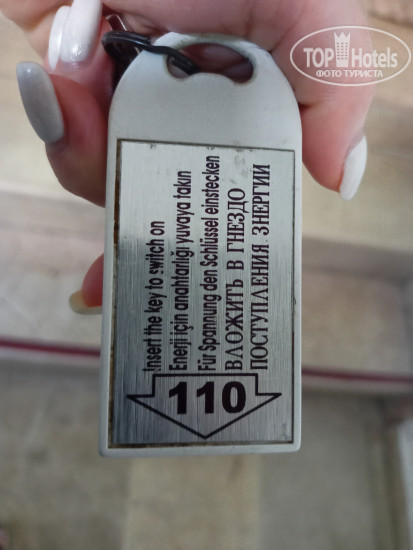 TOP Hotels
ФОТО ТУРИСТА
Insert the key to switch on
Enerji için anahtarlığı yuvaya takın
Für Spannung den Schlüssel einstecken
ВЛОЖИТЬ В ГНЕЗДО
ПОСТУПЛЕНИЯ ЗНЕРГИИ
110